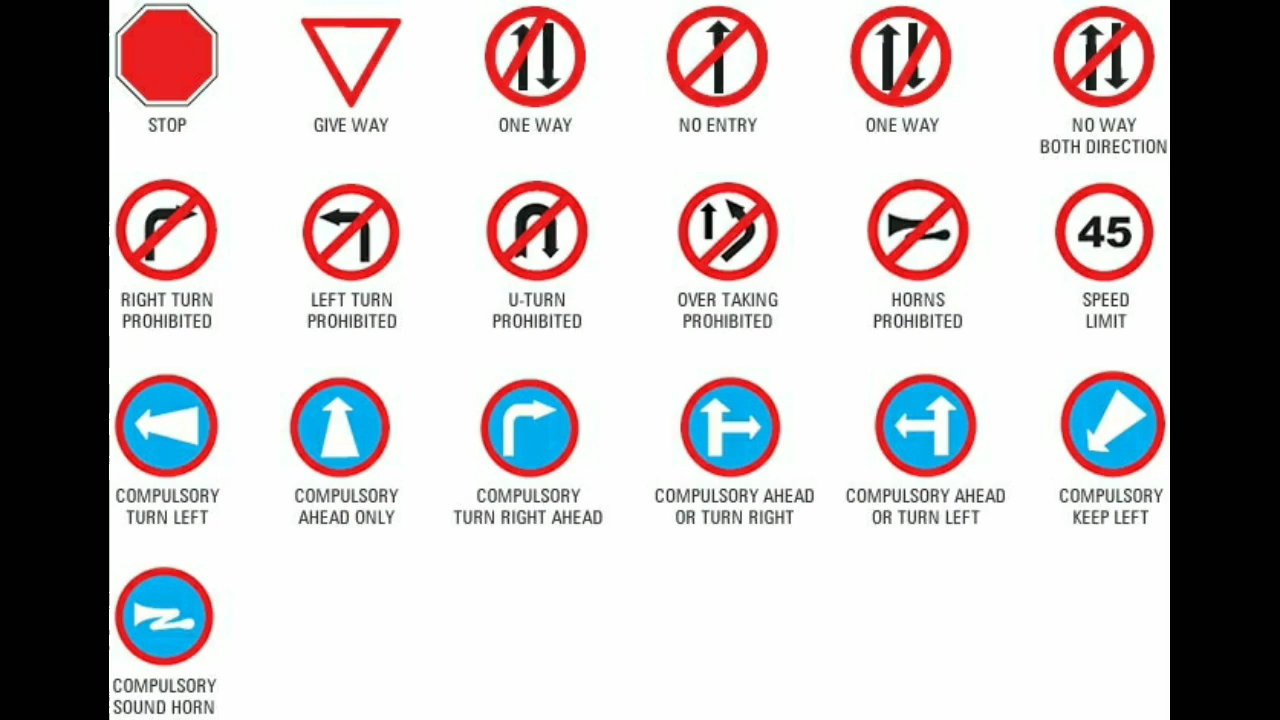 STOP
GIVE WAY
ONE WAY
NO ENTRY
ONE WAY
NO WAY
BOTH DIRECTION
RIGHT TURN
PROHIBITED
LEFT TURN
PROHIBITED
U-TURN
PROHIBITED
OVER TAKING
PROHIBITED
HORNS
PROHIBITED
45
SPEED
LIMIT
COMPULSORY
TURN LEFT
COMPULSORY
AHEAD ONLY
COMPULSORY
TURN RIGHT AHEAD
COMPULSORY AHEAD
OR TURN RIGHT
COMPULSORY AHEAD
OR TURN LEFT
COMPULSORY
KEEP LEFT
COMPULSORY
SOUND HORN